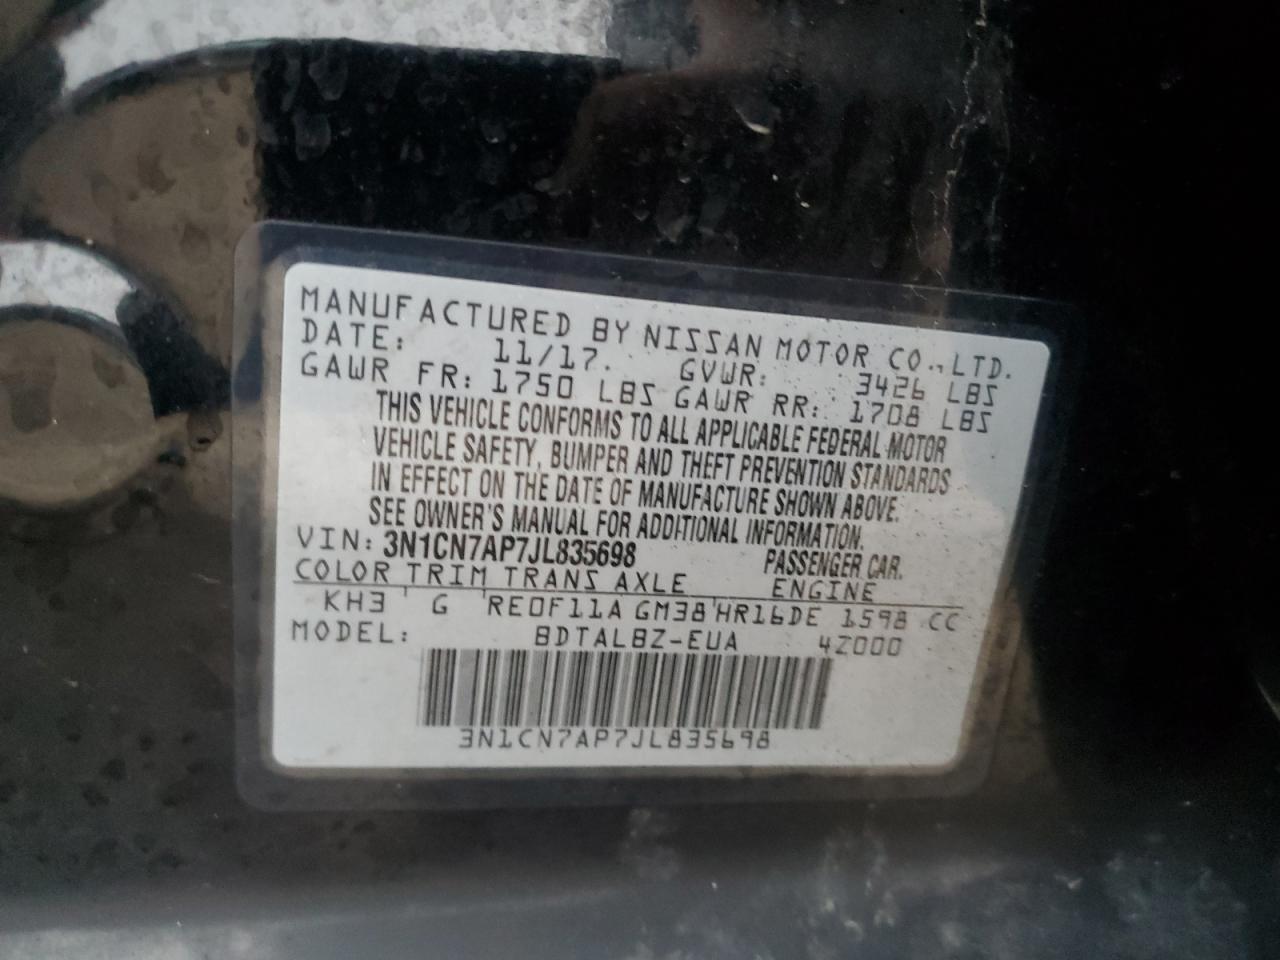 MANUFACTURED BY NISSAN MOTOR CO., LTD.
DATE: 11/17. GVWR: 3426 LBS
GAWR FR: 1750 LBS GAWR RR: 1708 LBS
THIS VEHICLE CONFORMS TO ALL APPLICABLE FEDERAL MOTOR
VEHICLE SAFETY, BUMPER AND THEFT PREVENTION STANDARDS
IN EFFECT ON THE DATE OF MANUFACTURE SHOWN ABOVE.
SEE OWNER'S MANUAL FOR ADDITIONAL INFORMATION.
VIN: 3N1CN7AP7JL835698 PASSENGER CAR.
COLOR TRIM TRANS AXLE ENGINE
KH3 G RE0F11A GM38 HR16DE 1598 CC
MODEL: BDTALBZ-EUA 4Z000
3N1CN7AP7JL835698